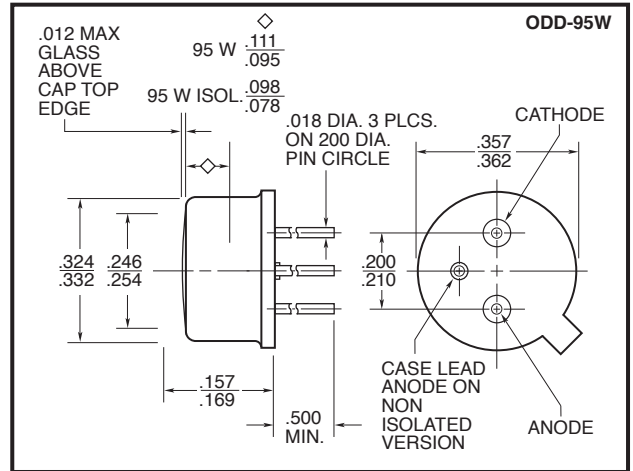 ODD-95W
.012 MAX
GLASS
ABOVE
CAP TOP
EDGE
95 W .111
.095
95 W ISOL. .098
.078
.018 DIA. 3 PLCS.
ON 200 DIA.
PIN CIRCLE
CATHODE
.357
.362
.324
.332
.246
.254
.200
.210
.157
.169
.500
MIN.
CASE LEAD
ANODE ON
NON
ISOLATED
VERSION
ANODE